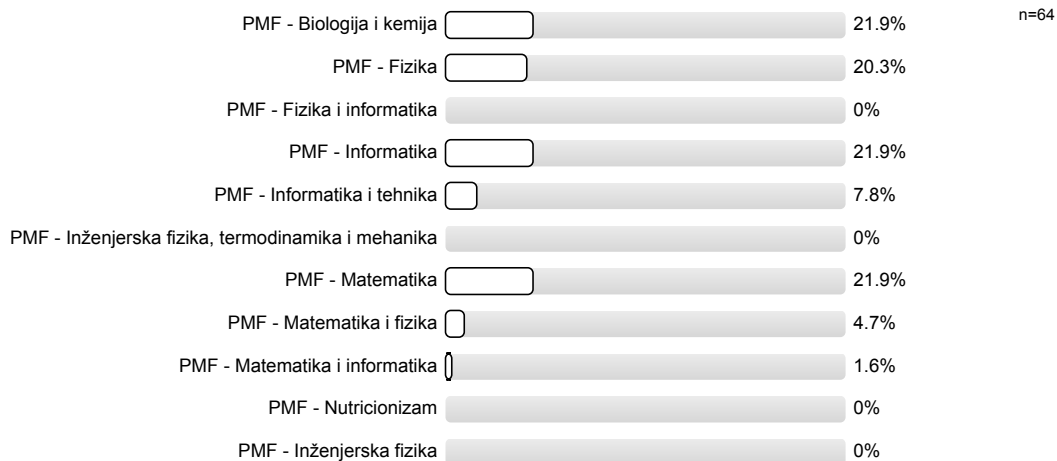 PMF - Biologija i kemija 21.9% n=64
PMF - Fizika 20.3%
PMF - Fizika i informatika 0%
PMF - Informatika 21.9%
PMF - Informatika i tehnika 7.8%
PMF - Inženjerska fizika, termodinamika i mehanika 0%
PMF - Matematika 21.9%
PMF - Matematika i fizika 4.7%
PMF - Matematika i informatika 1.6%
PMF - Nutricionizam 0%
PMF - Inženjerska fizika 0%